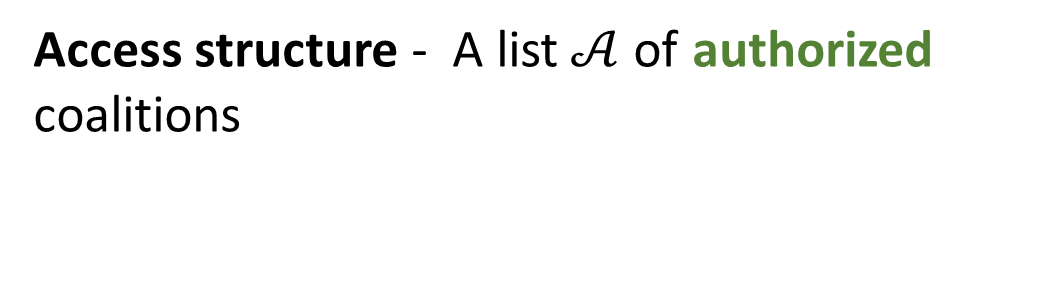 Access structure - A list 𝒜 of authorized
coalitions